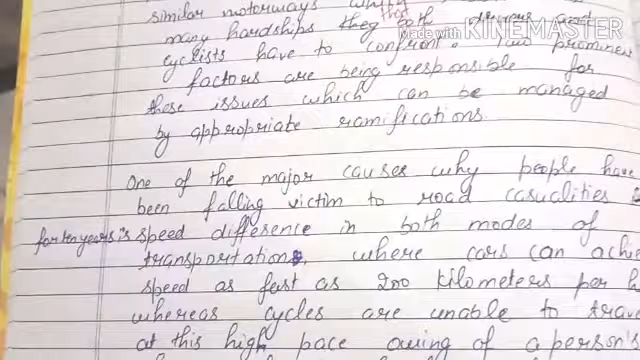 similar motorways
that
many hardships they both drivers and
Made with KINEMASTER
cyclists have to confront. Two prominent
factors are being responsible for
these issues which can be managed
by appropriate ramifications.
One of the major causes why people have
been falling victim to road casualities is
for ten years is speed difference in both modes of
transportation, where cars can achie
speed as fast as 200 kilometers per h
whereas cycles are unable to trave
at this high pace owing of a person's